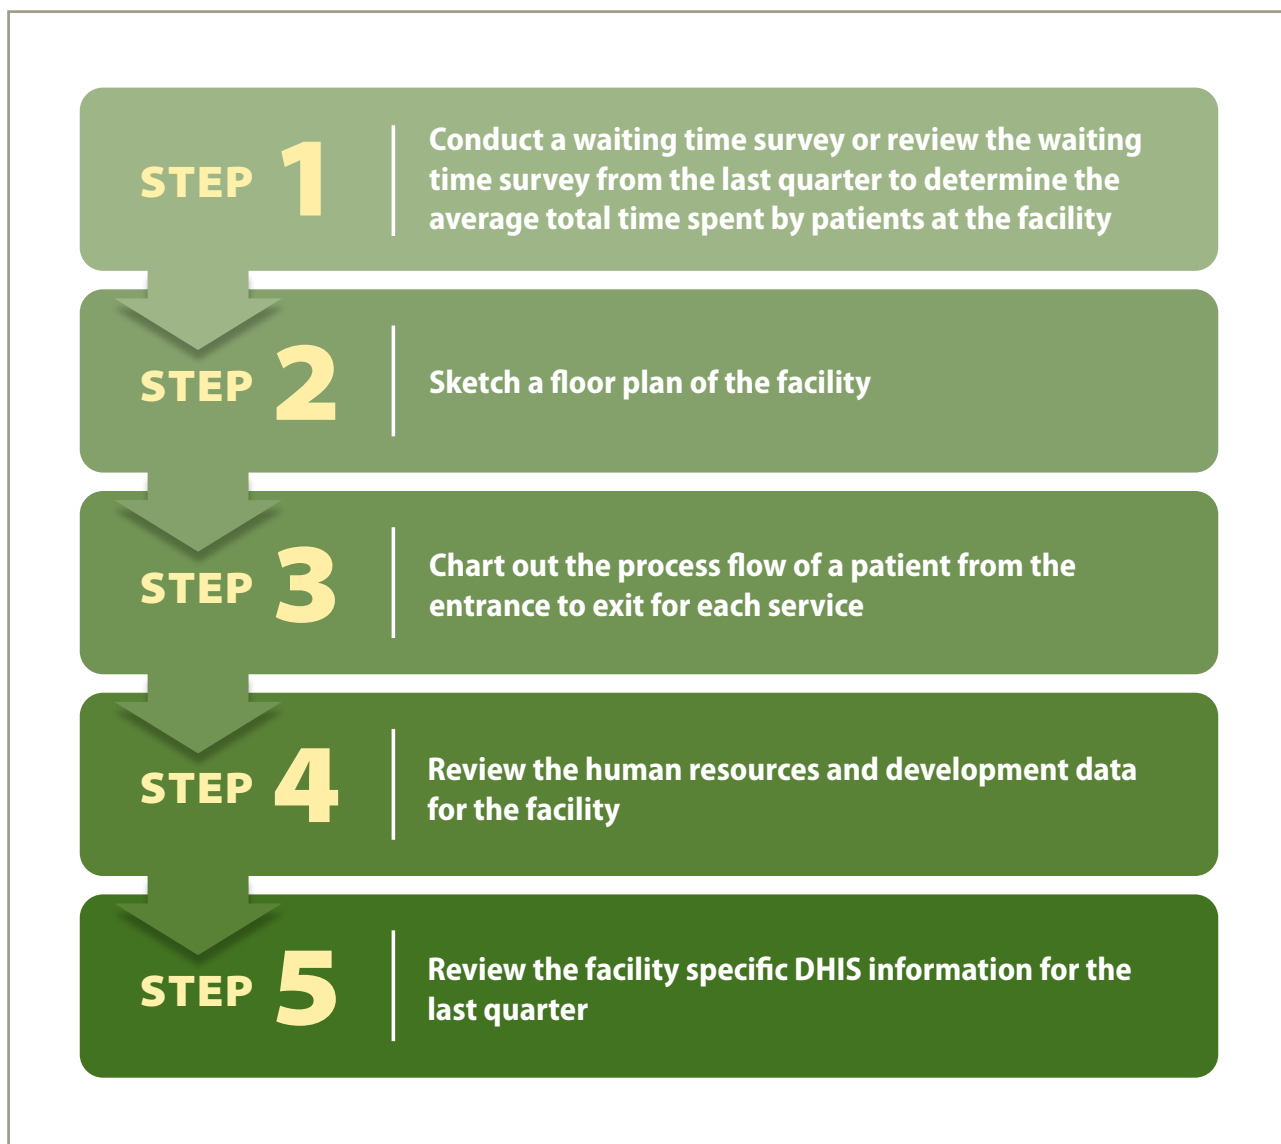 STEP 1
Conduct a waiting time survey or review the waiting
time survey from the last quarter to determine the
average total time spent by patients at the facility
STEP 2
Sketch a floor plan of the facility
STEP 3
Chart out the process flow of a patient from the
entrance to exit for each service
STEP 4
Review the human resources and development data
for the facility
STEP 5
Review the facility specific DHIS information for the
last quarter